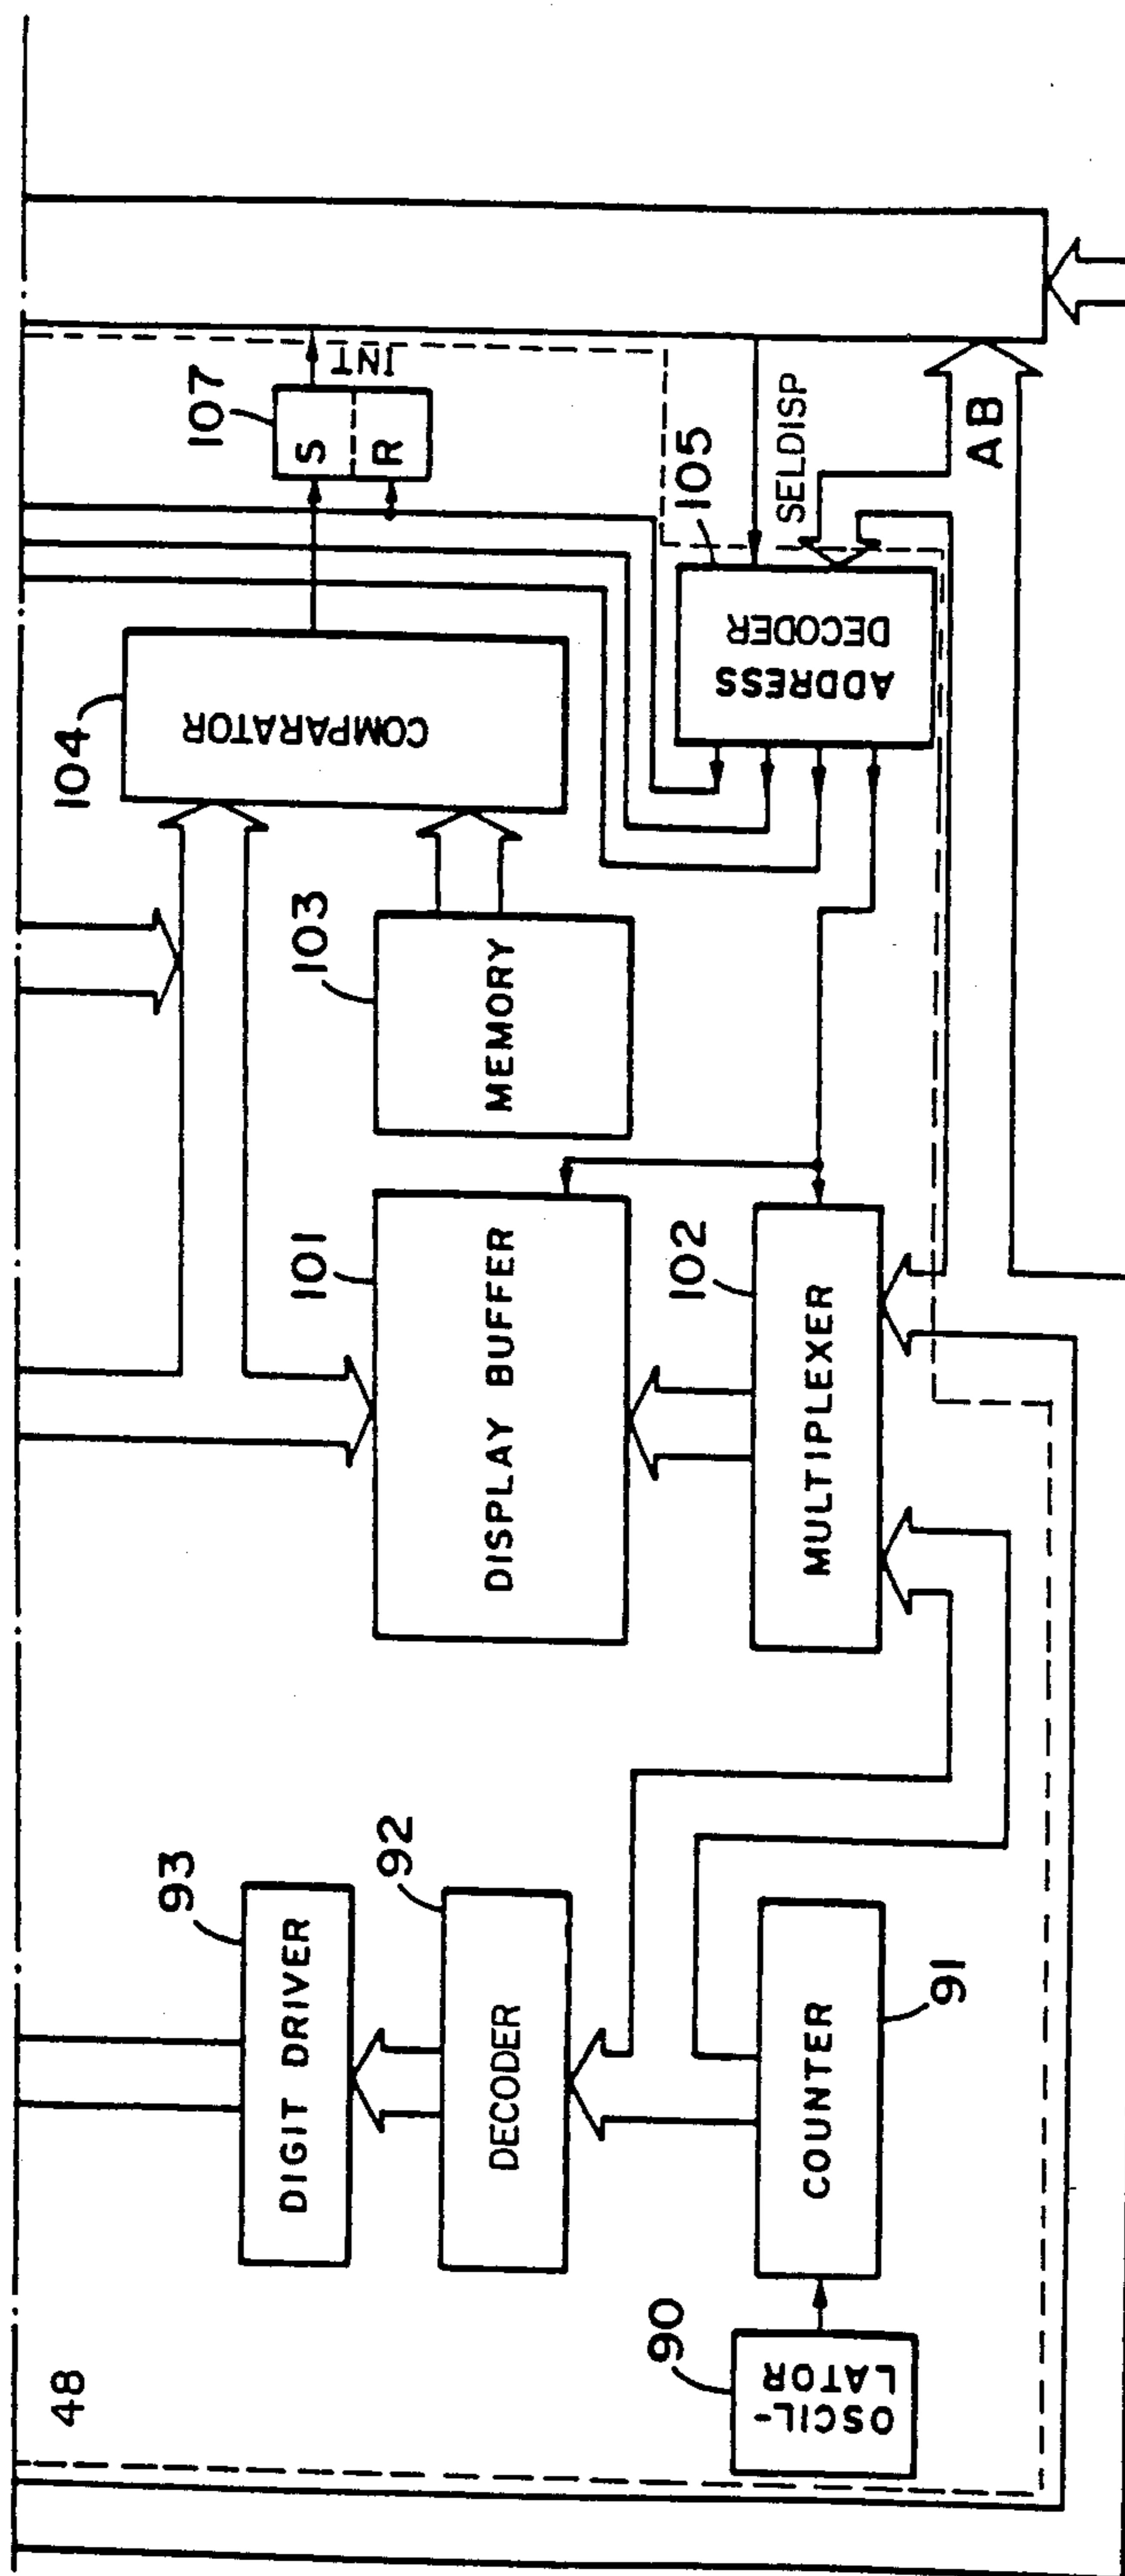 48
93
DIGIT DRIVER
92
DECODER
91
COUNTER
90
OSCIL-
LATOR
101
DISPLAY BUFFER
102
MULTIPLEXER
103
MEMORY
104
COMPARATOR
107
S
R
INT
105
ADDRESS
DECODER
SELDISP
AB